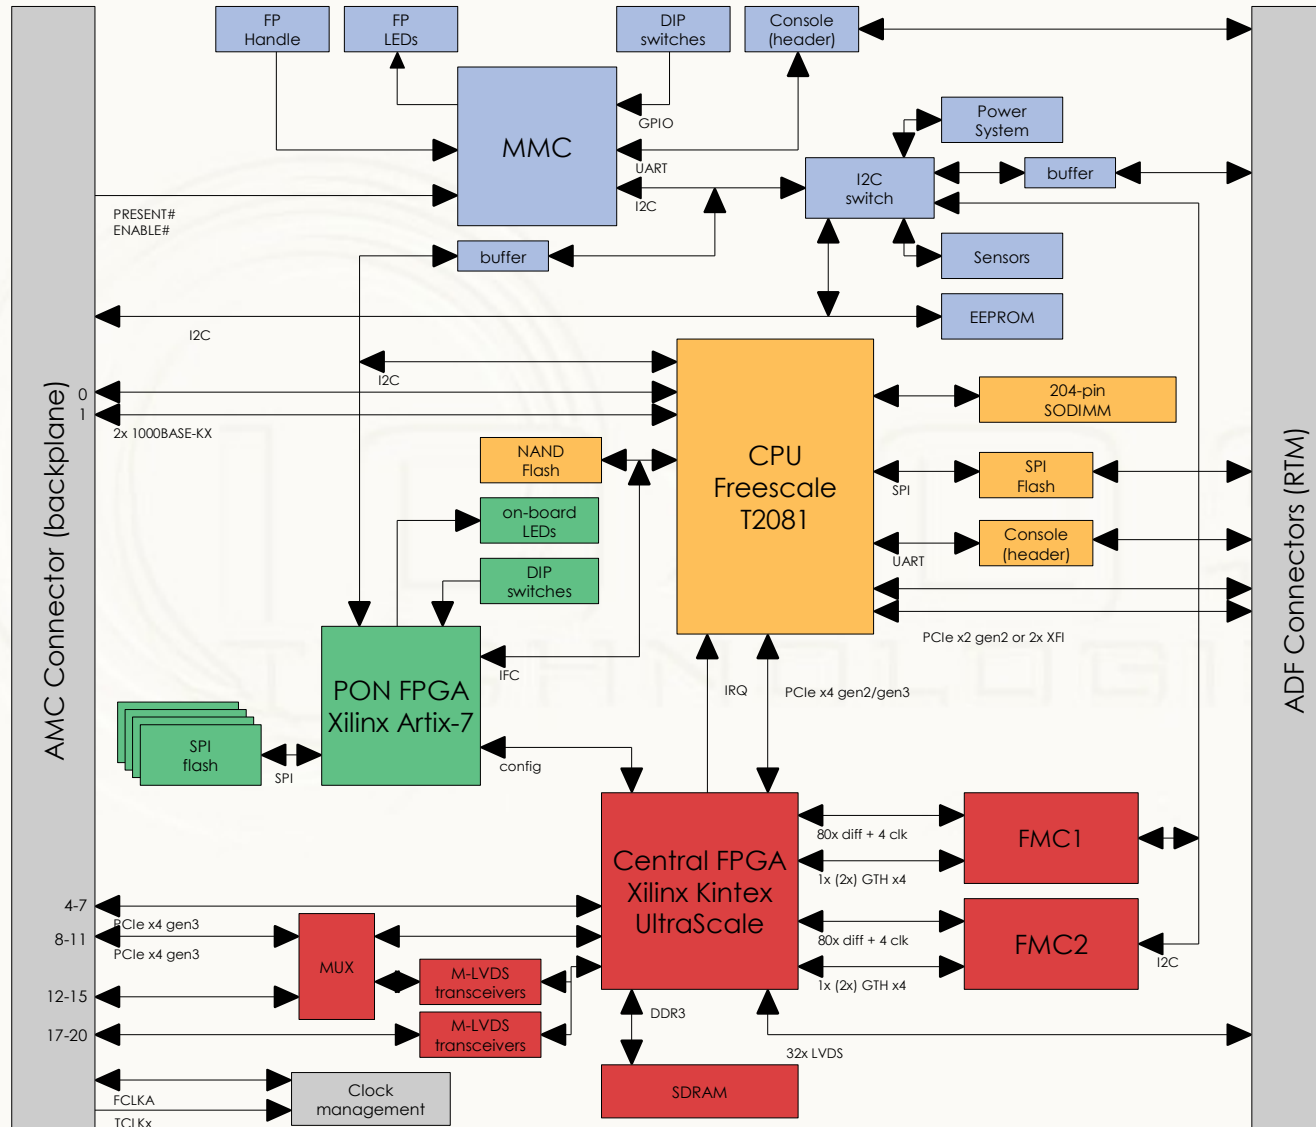 FP
Handle
FP
LEDs
DIP
switches
Console
(header)
MMC
GPIO
UART
I2C
Power
System
I2C
switch
buffer
PRESENT#
ENABLE#
buffer
Sensors
EEPROM
I2C
I2C
0
1
2x 1000BASE-KX
AMC Connector (backplane)
ADF Connectors (RTM)
CPU
Freescale
T2081
204-pin
SODIMM
NAND
Flash
SPI
SPI
Flash
on-board
LEDs
UART
Console
(header)
DIP
switches
PCIe x2 gen2 or 2x XFI
IFC
IRQ
PCIe x4 gen2/gen3
PON FPGA
Xilinx Artix-7
SPI
flash
SPI
config
Central FPGA
Xilinx Kintex
UltraScale
80x diff + 4 clk
1x (2x) GTH x4
FMC1
80x diff + 4 clk
1x (2x) GTH x4
FMC2
I2C
4-7
PCIe x4 gen3
8-11
PCIe x4 gen3
MUX
M-LVDS
transceivers
12-15
17-20
M-LVDS
transceivers
DDR3
32x LVDS
SDRAM
Clock
management
FCLKA
TCLKx
TECHNOLOGI